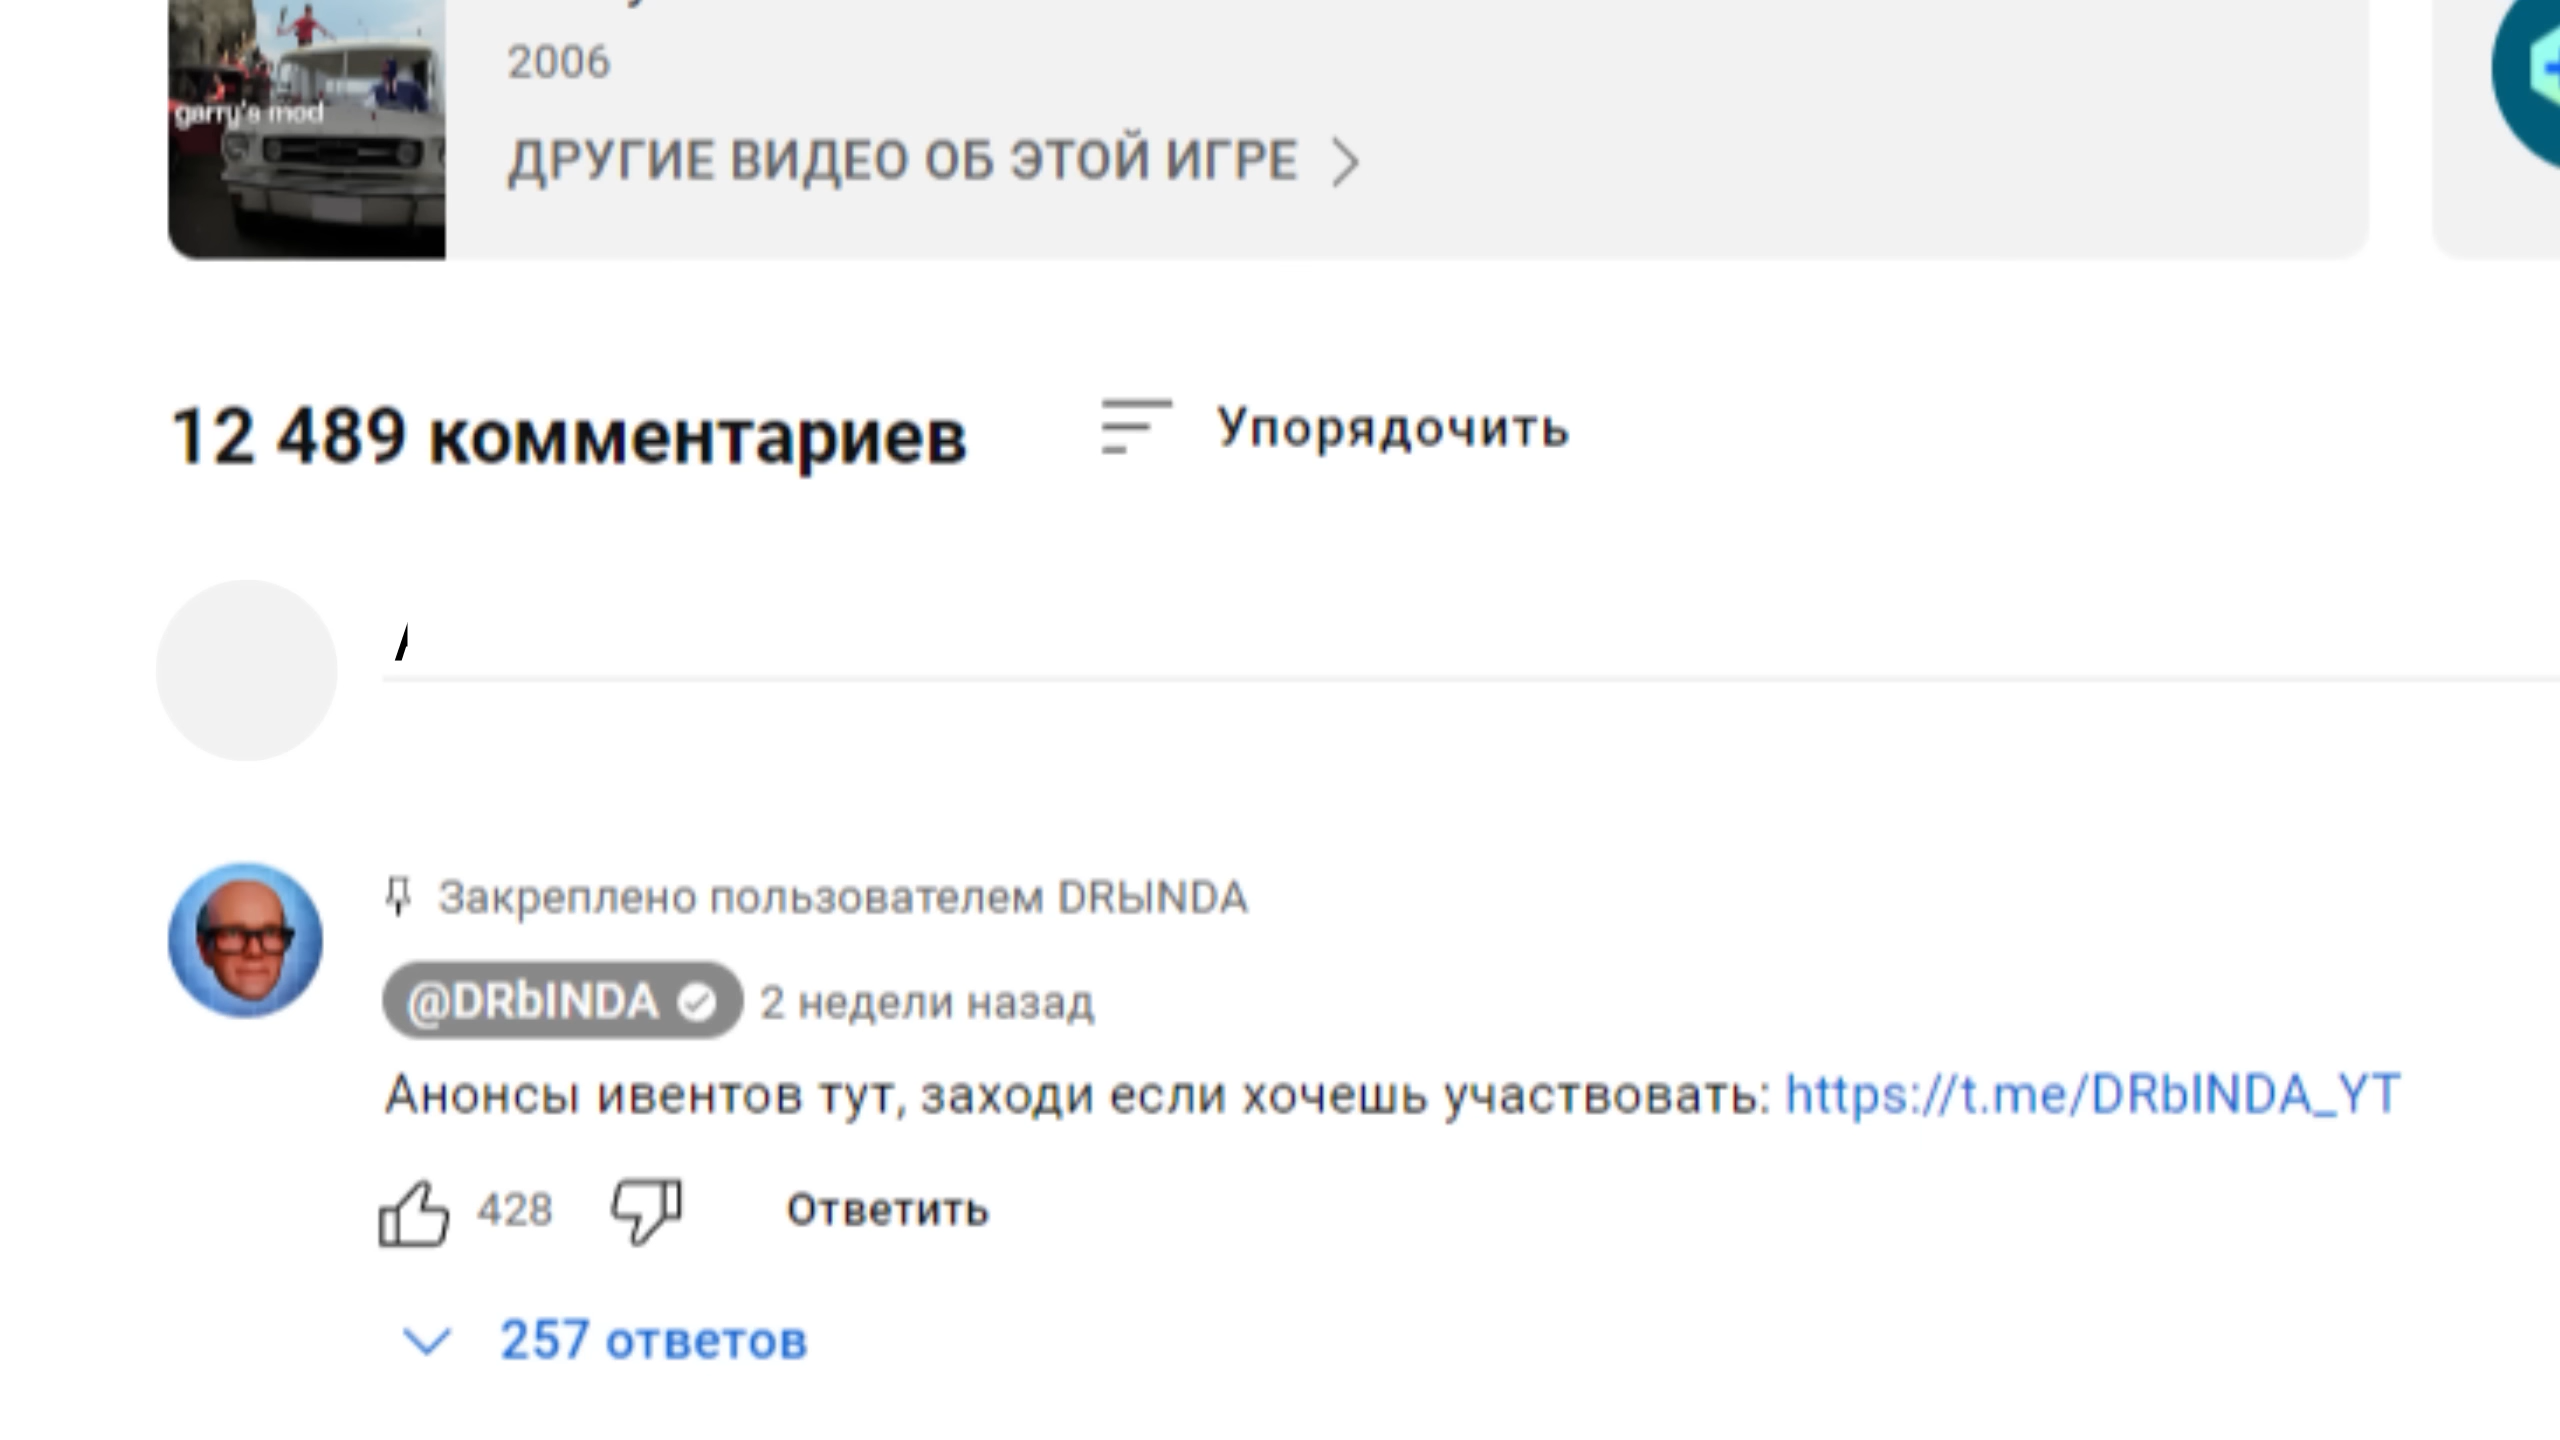 2006
garry's mod
ДРУГИЕ ВИДЕО ОБ ЭТОЙ ИГРЕ
12 489 комментариев
Упорядочить
Закреплено пользователем DRЫNDA
@DRbINDA 2 недели назад
Анонсы ивентов тут, заходи если хочешь участвовать: https://t.me/DRbINDA_YT
428
Ответить
257 ответов